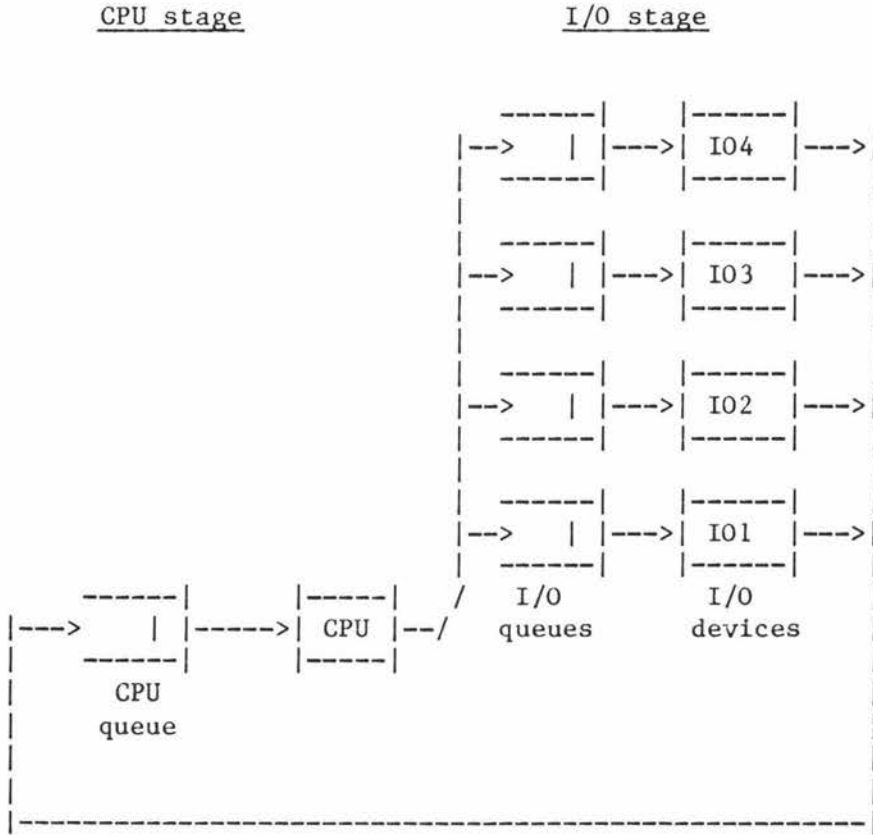 CPU stage
I/O stage
IO4
IO3
IO2
IO1
I/O queues
I/O devices
CPU
CPU queue